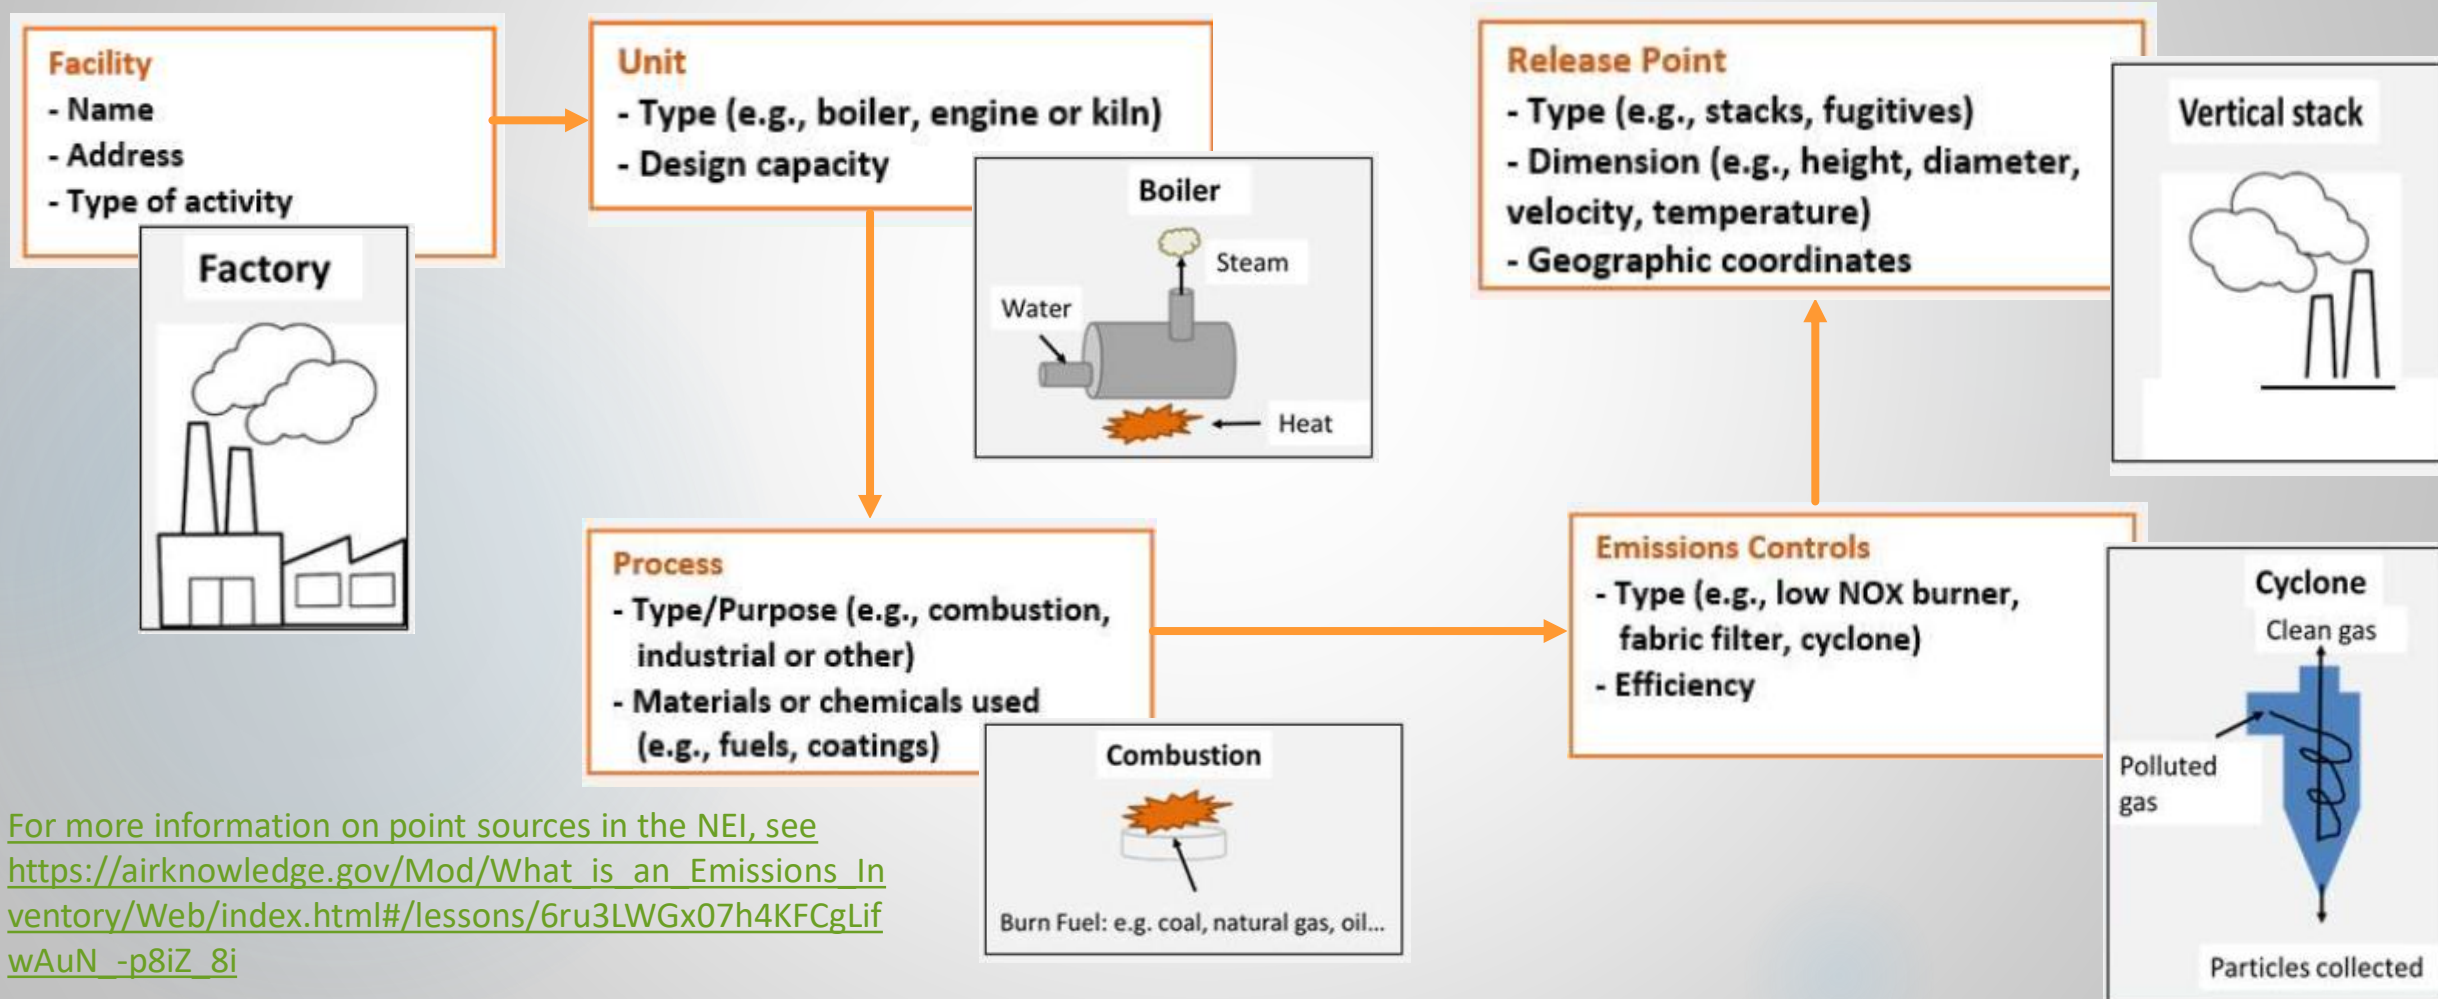 Facility
- Name
- Address
- Type of activity
Factory
Unit
- Type (e.g., boiler, engine or kiln)
- Design capacity
Boiler
Steam
Water
Heat
Process
- Type/Purpose (e.g., combustion,
industrial or other)
- Materials or chemicals used
(e.g., fuels, coatings)
Combustion
Burn Fuel: e.g. coal, natural gas, oil...
Emissions Controls
- Type (e.g., low NOX burner,
fabric filter, cyclone)
- Efficiency
Cyclone
Clean gas
Polluted
gas
Particles collected
Release Point
- Type (e.g., stacks, fugitives)
- Dimension (e.g., height, diameter,
velocity, temperature)
- Geographic coordinates
Vertical stack
For more information on point sources in the NEI, see
https://airknowledge.gov/Mod/What_is_an_Emissions_In
ventory/Web/index.html#/lessons/6ru3LWGx07h4KFCgLif
wAuN_-p8iZ_8i